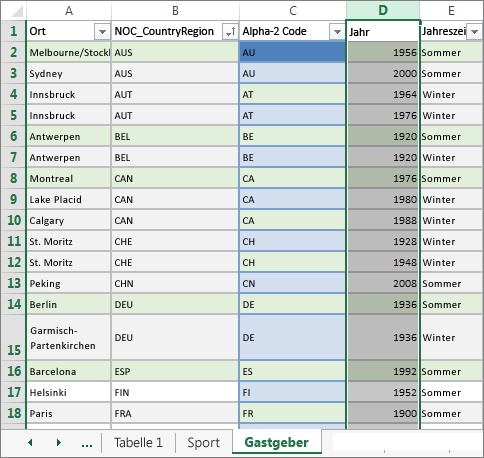 A B C D E
1 Ort NOC_CountryRegion Alpha-2 Code Jahr Jahreszei
2 Melbourne/Stockl AUS AU 1956 Sommer
3 Sydney AUS AU 2000 Sommer
4 Innsbruck AUT AT 1964 Winter
5 Innsbruck AUT AT 1976 Winter
6 Antwerpen BEL BE 1920 Sommer
7 Antwerpen BEL BE 1920 Winter
8 Montreal CAN CA 1976 Sommer
9 Lake Placid CAN CA 1980 Winter
10 Calgary CAN CA 1988 Winter
11 St. Moritz CHE CH 1928 Winter
12 St. Moritz CHE CH 1948 Winter
13 Peking CHN CN 2008 Sommer
14 Berlin DEU DE 1936 Sommer
Garmisch-
15 Partenkirchen DEU DE 1936 Winter
16 Barcelona ESP ES 1992 Sommer
17 Helsinki FIN FI 1952 Sommer
18 Paris FRA FR 1900 Sommer
... Tabelle 1 Sport Gastgeber